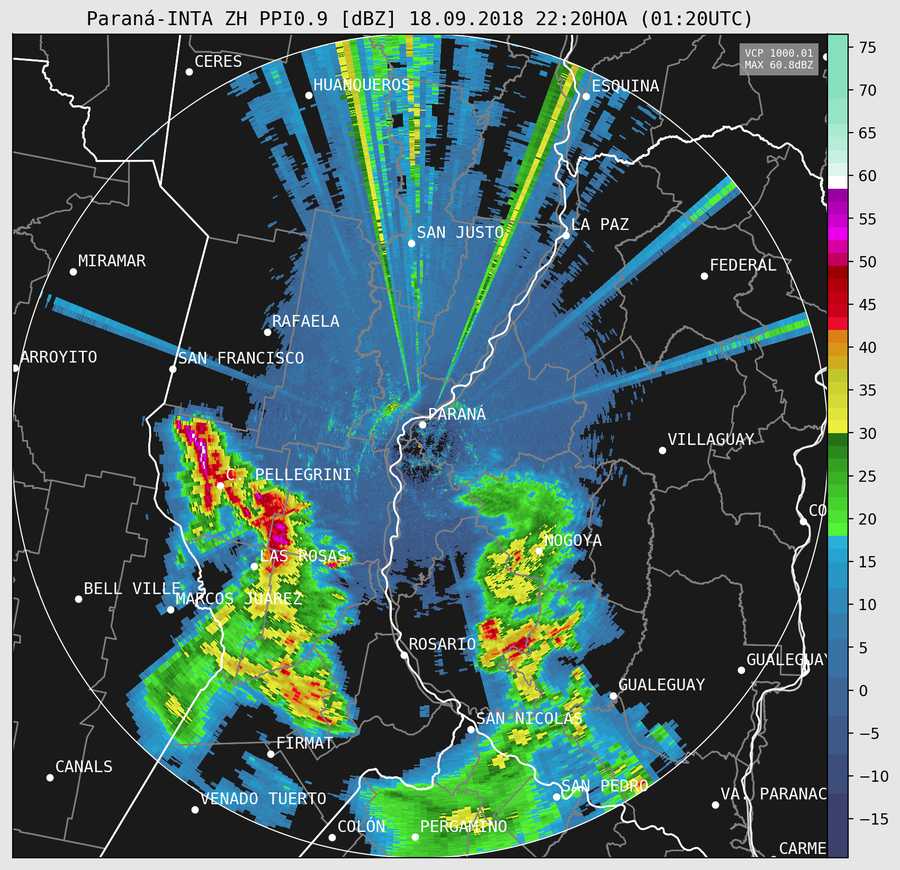 Paraná-INTA ZH PPI0.9 [dBZ] 18.09.2018 22:20HOA (01:20UTC)
VCP 1000.01
MAX 60.8dBZ
75
70
65
60
55
50
45
40
35
30
25
20
15
10
5
0
−5
−10
−15
CERES
HUANQUEROS
ESQUINA
SAN JUSTO
LA PAZ
MIRAMAR
FEDERAL
RAFAELA
ARROYITO
SAN FRANCISCO
PARANÁ
VILLAGUAY
C. PELLEGRINI
CO
NOGOYA
LAS ROSAS
BELL VILLE
MARCOS JUAREZ
ROSARIO
GUALEGUAY
GUALEGUAY
SAN NICOLAS
FIRMAT
CANALS
SAN PEDRO
VENADO TUERTO
VA. PARANAC
COLÓN
PERGAMINO
CARME